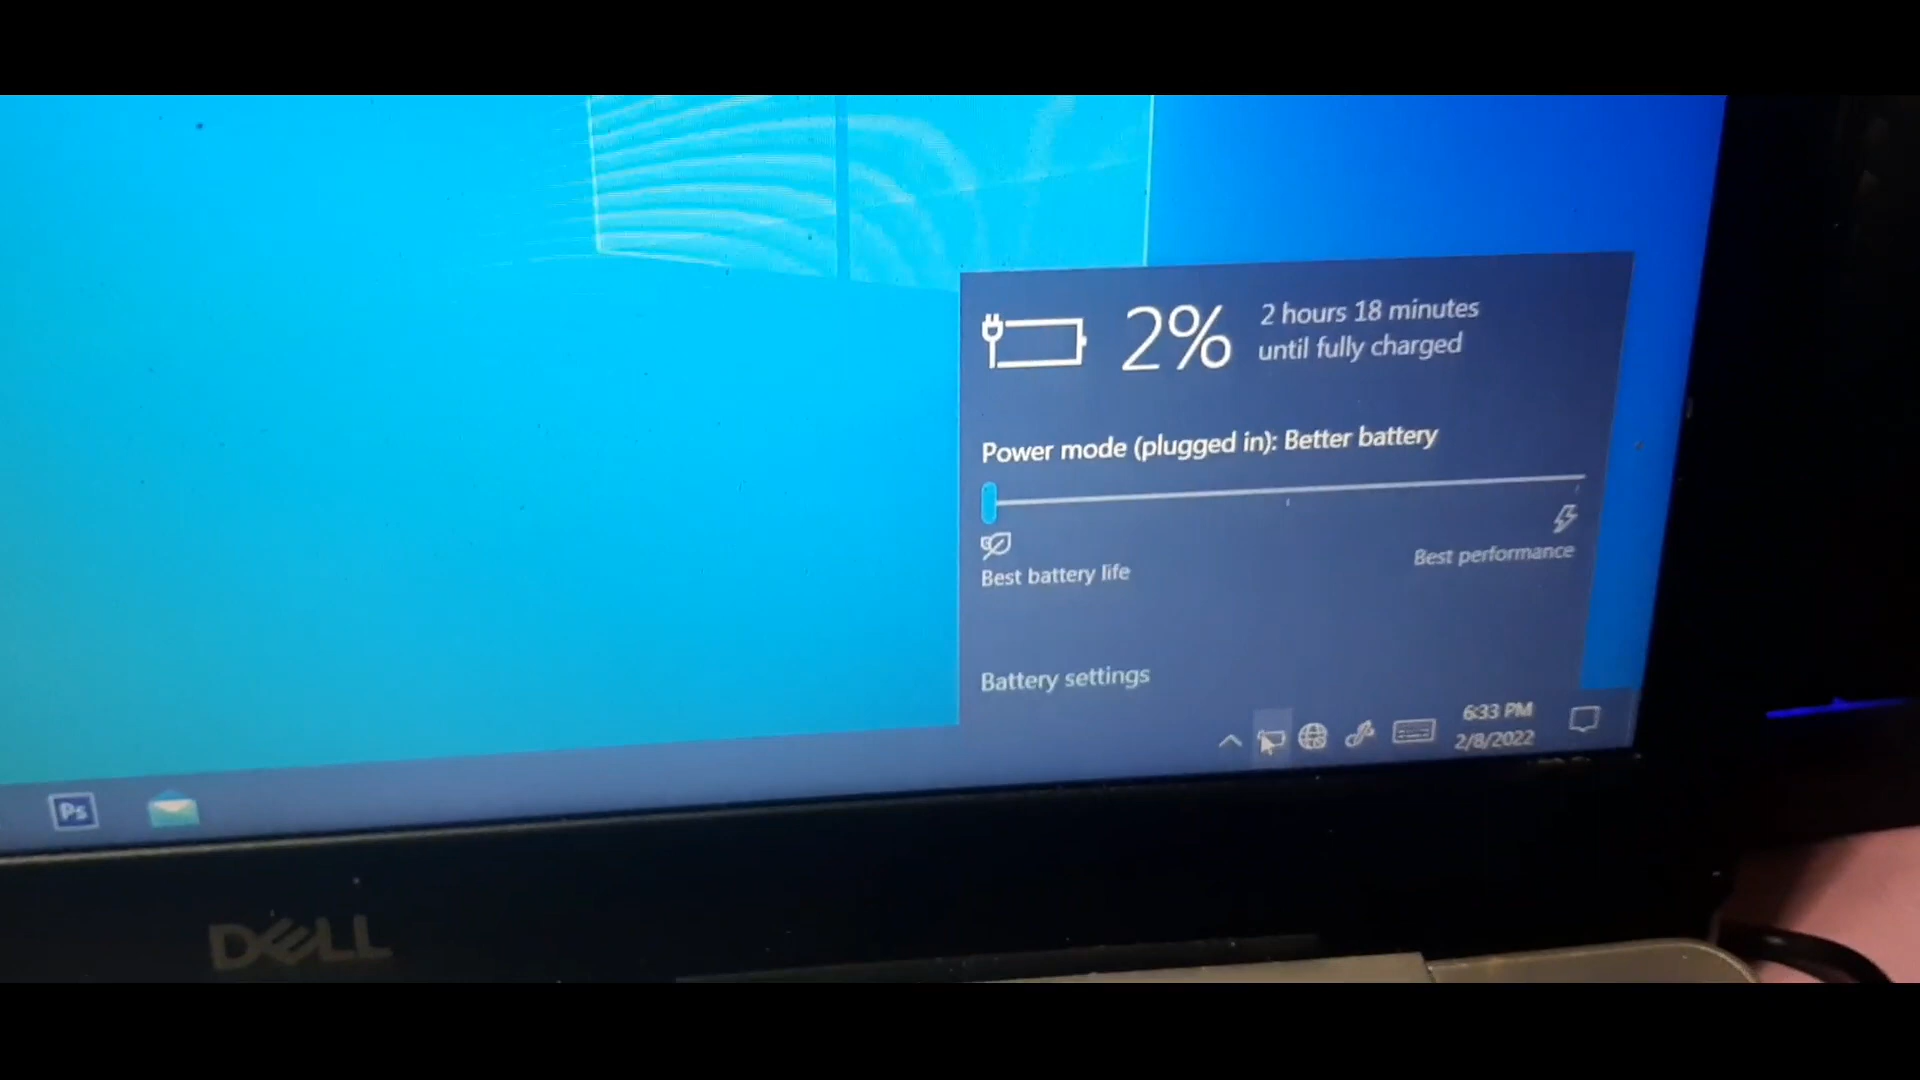 2%
2 hours 18 minutes
until fully charged
Power mode (plugged in): Better battery
Best battery life
Best performance
Battery settings
6:33 PM
2/8/2022
Ps
DELL